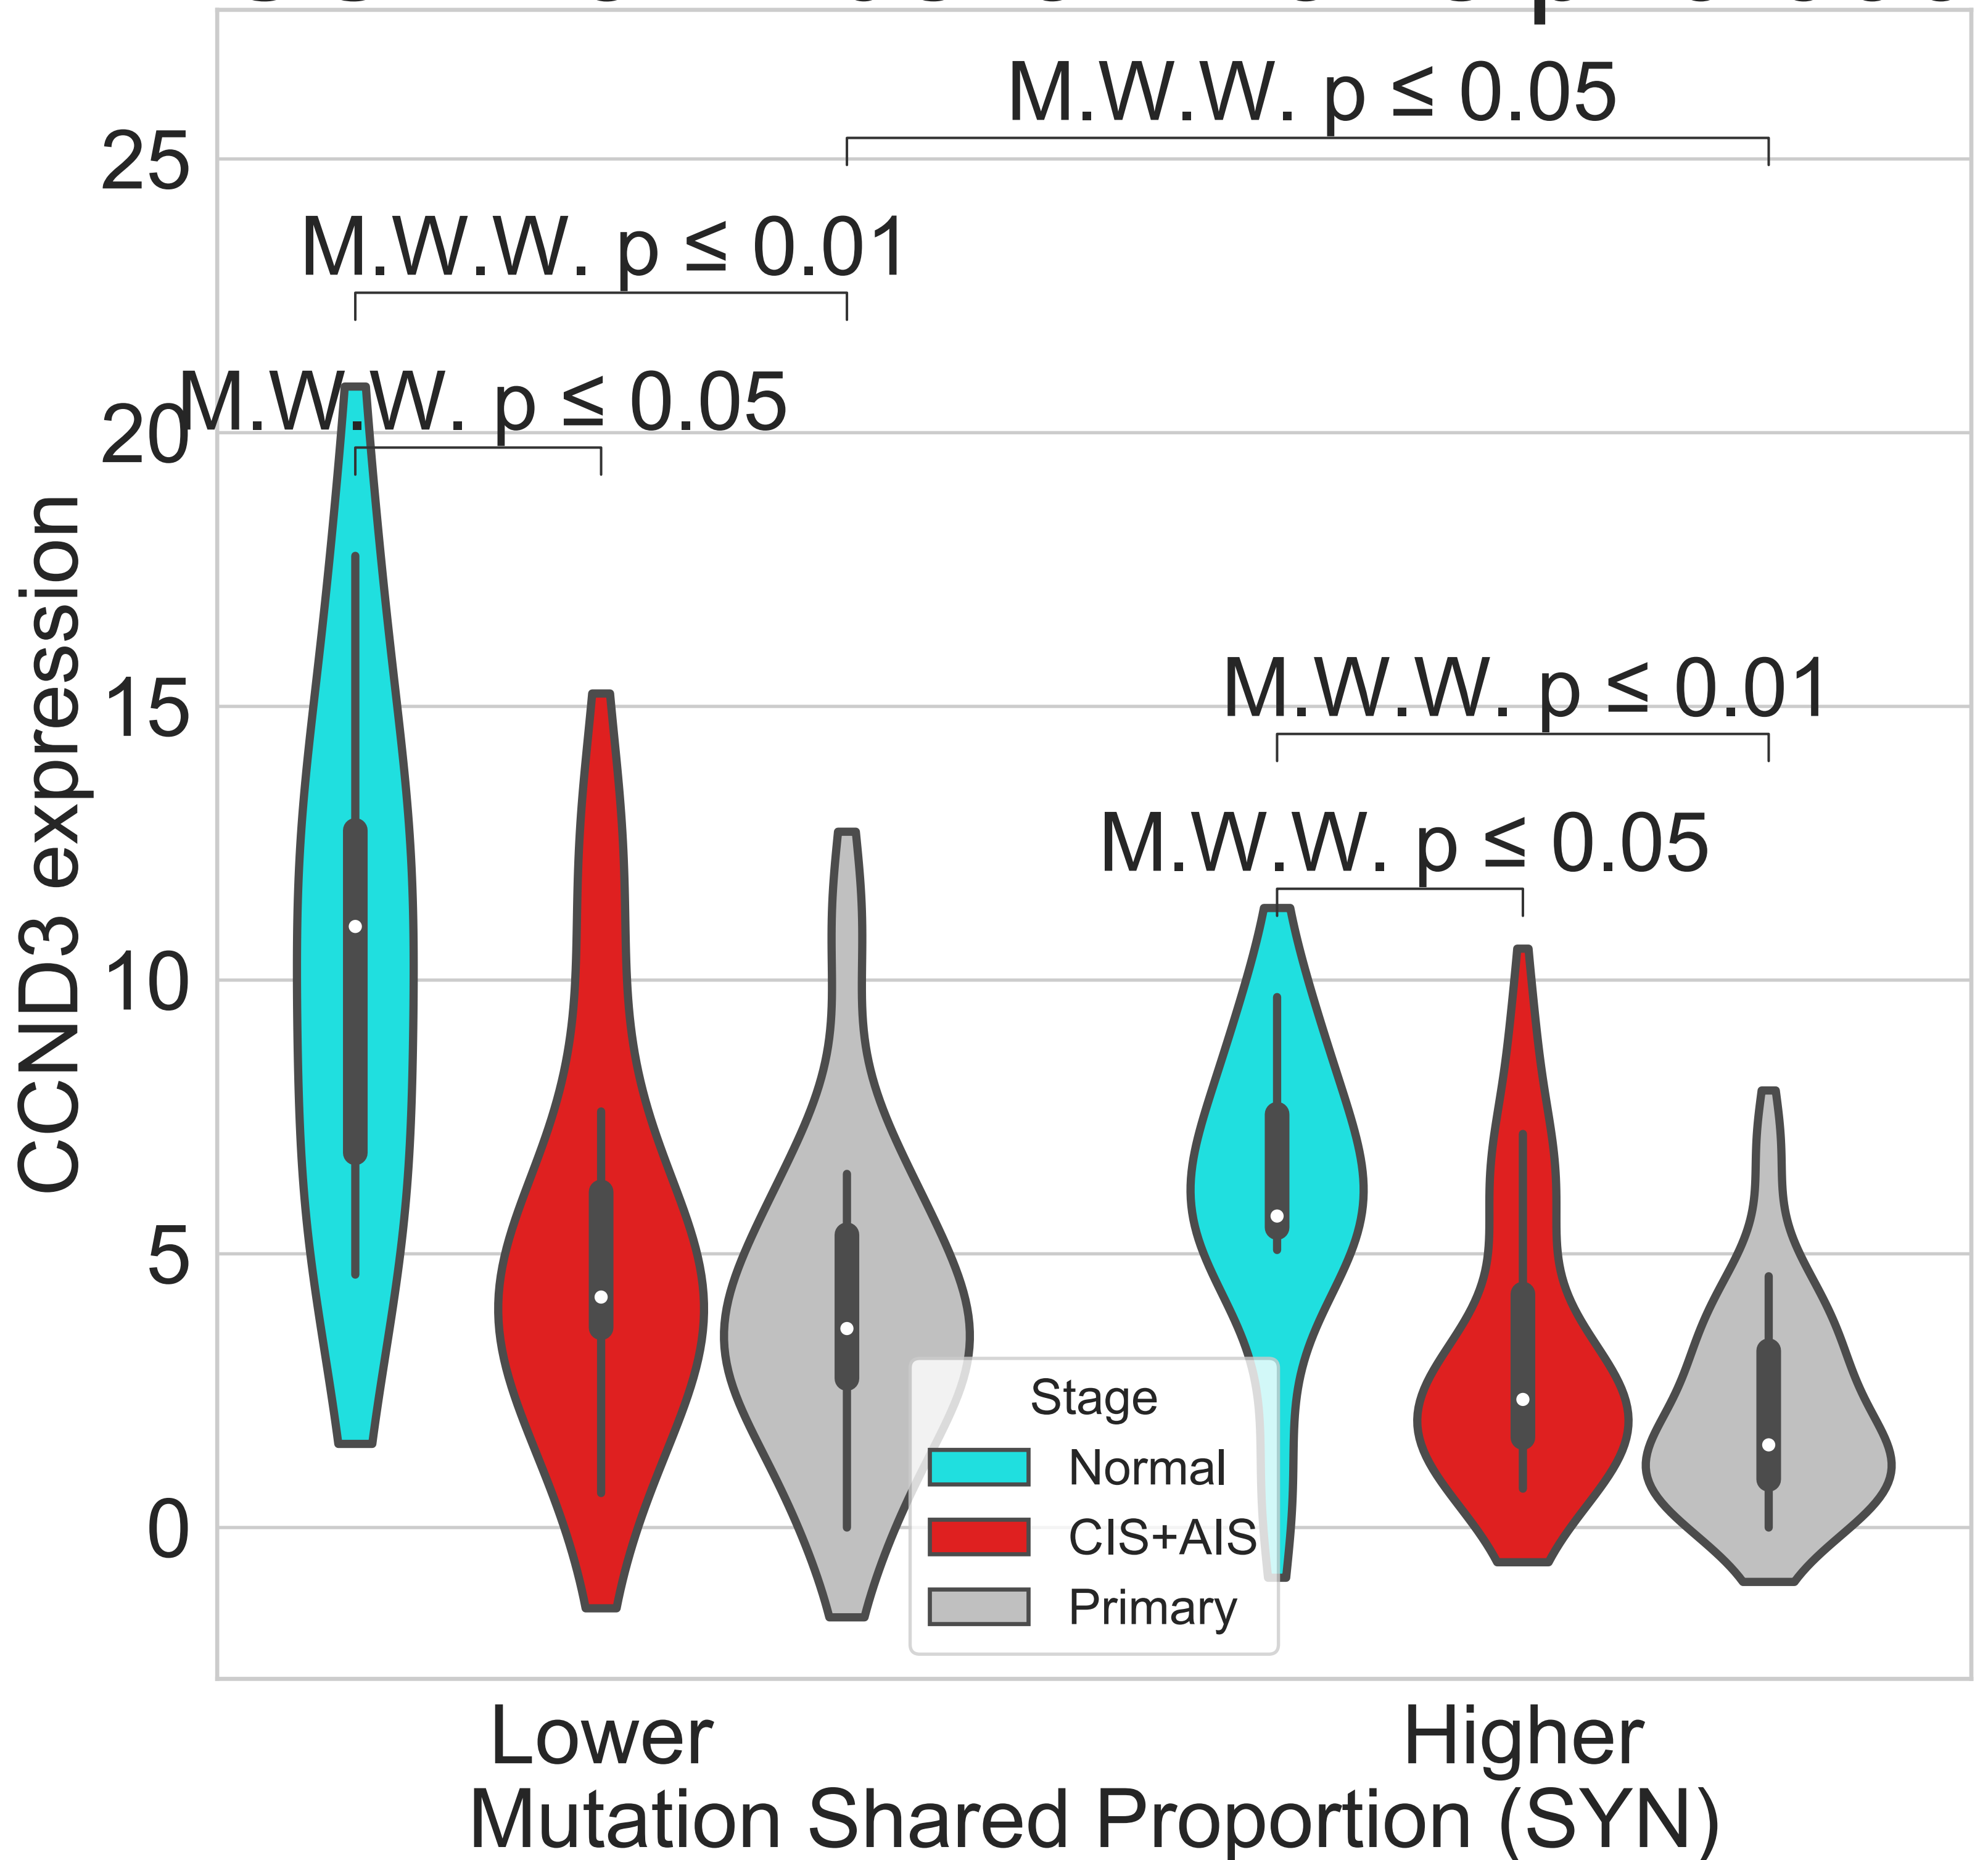 M.W.W. p ≤ 0.05
25
M.W.W. p ≤ 0.01
M.W.W. p ≤ 0.05
20
CCND3 expression
M.W.W. p ≤ 0.01
15
M.W.W. p ≤ 0.05
10
5
0
Stage
Normal
CIS+AIS
Primary
Lower
Higher
Mutation Shared Proportion (SYN)